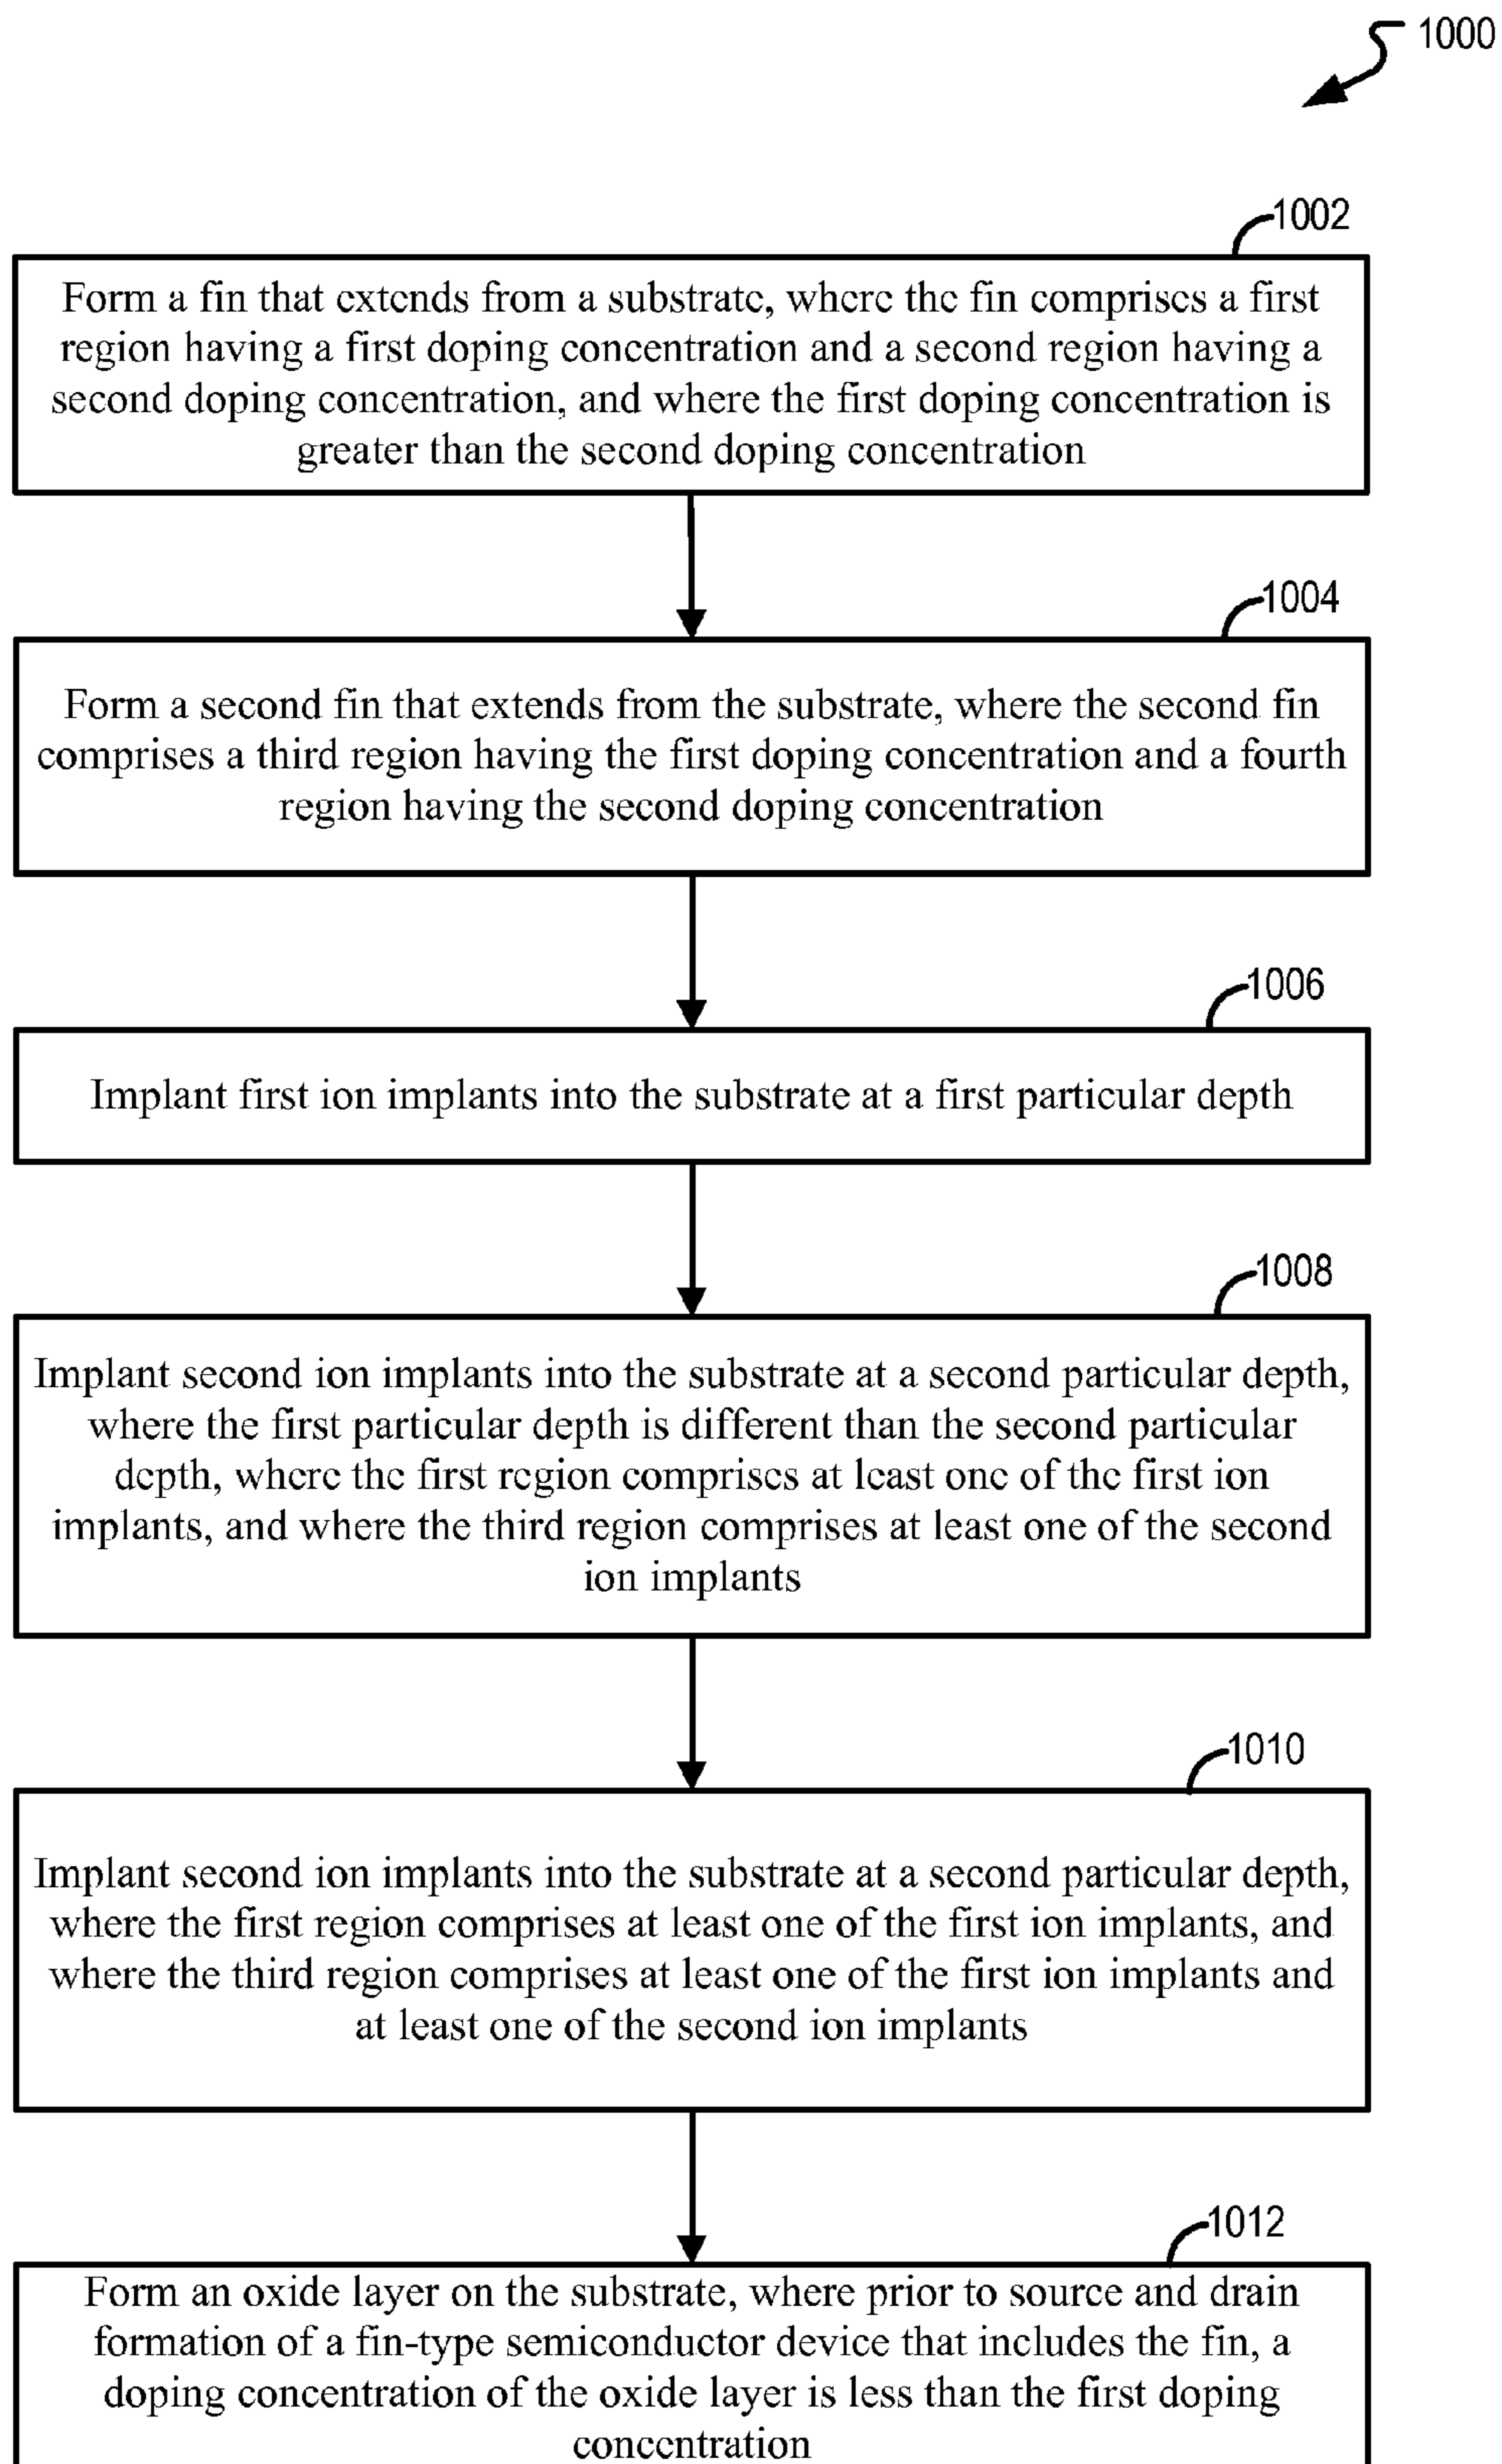 1000
1002
Form a fin that extends from a substrate, where the fin comprises a first
region having a first doping concentration and a second region having a
second doping concentration, and where the first doping concentration is
greater than the second doping concentration
1004
Form a second fin that extends from the substrate, where the second fin
comprises a third region having the first doping concentration and a fourth
region having the second doping concentration
1006
Implant first ion implants into the substrate at a first particular depth
1008
Implant second ion implants into the substrate at a second particular depth,
where the first particular depth is different than the second particular
depth, where the first region comprises at least one of the first ion
implants, and where the third region comprises at least one of the second
ion implants
1010
Implant second ion implants into the substrate at a second particular depth,
where the first region comprises at least one of the first ion implants, and
where the third region comprises at least one of the first ion implants and
at least one of the second ion implants
1012
Form an oxide layer on the substrate, where prior to source and drain
formation of a fin-type semiconductor device that includes the fin, a
doping concentration of the oxide layer is less than the first doping
concentration